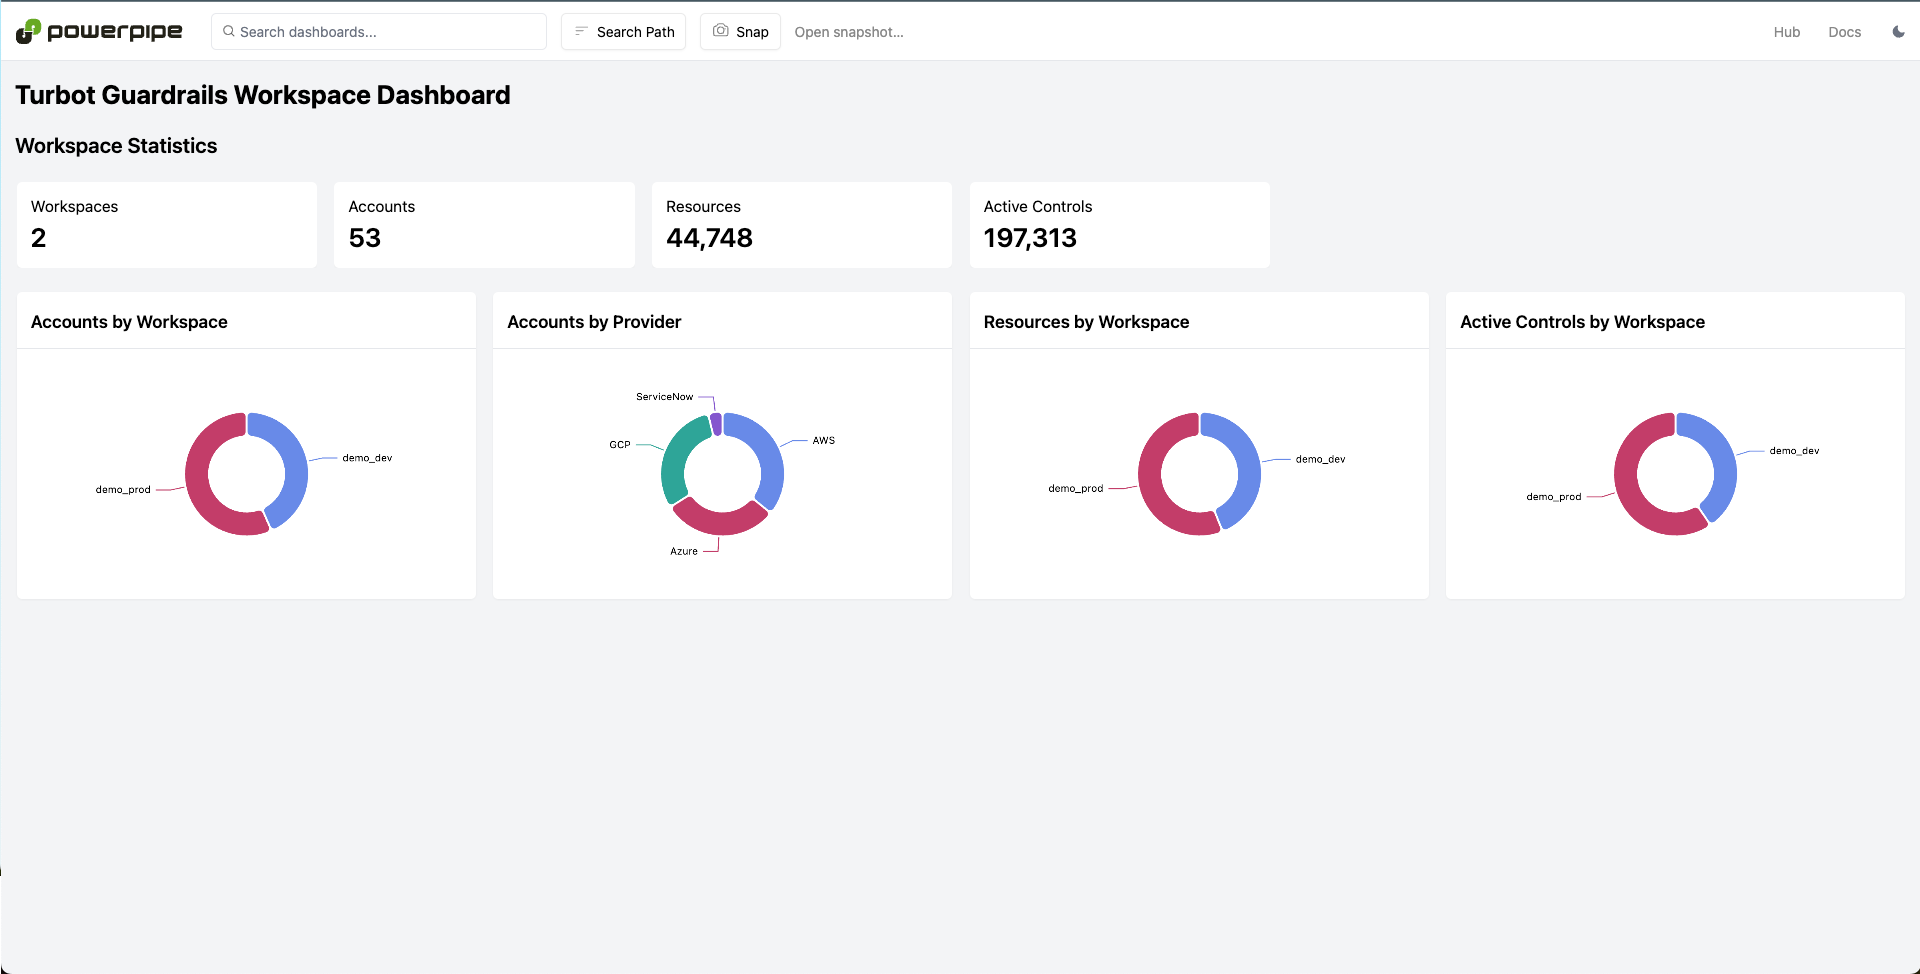 powerpipe
Search dashboards...
Search Path
Snap
Open snapshot...
Hub
Docs
Turbot Guardrails Workspace Dashboard
Workspace Statistics
Workspaces
2
Accounts
53
Resources
44,748
Active Controls
197,313
Accounts by Workspace
demo_dev
demo_prod
Accounts by Provider
ServiceNow
AWS
GCP
Azure
Resources by Workspace
demo_dev
demo_prod
Active Controls by Workspace
demo_dev
demo_prod